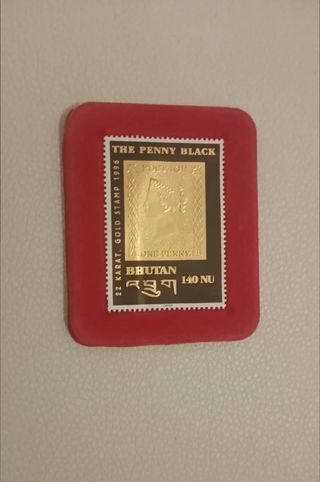 THE PENNY BLACK
22 KARAT. GOLD STAMP 1996
POSTAGE
ONE PENNY.
BHUTAN
འབྲུག
140 NU